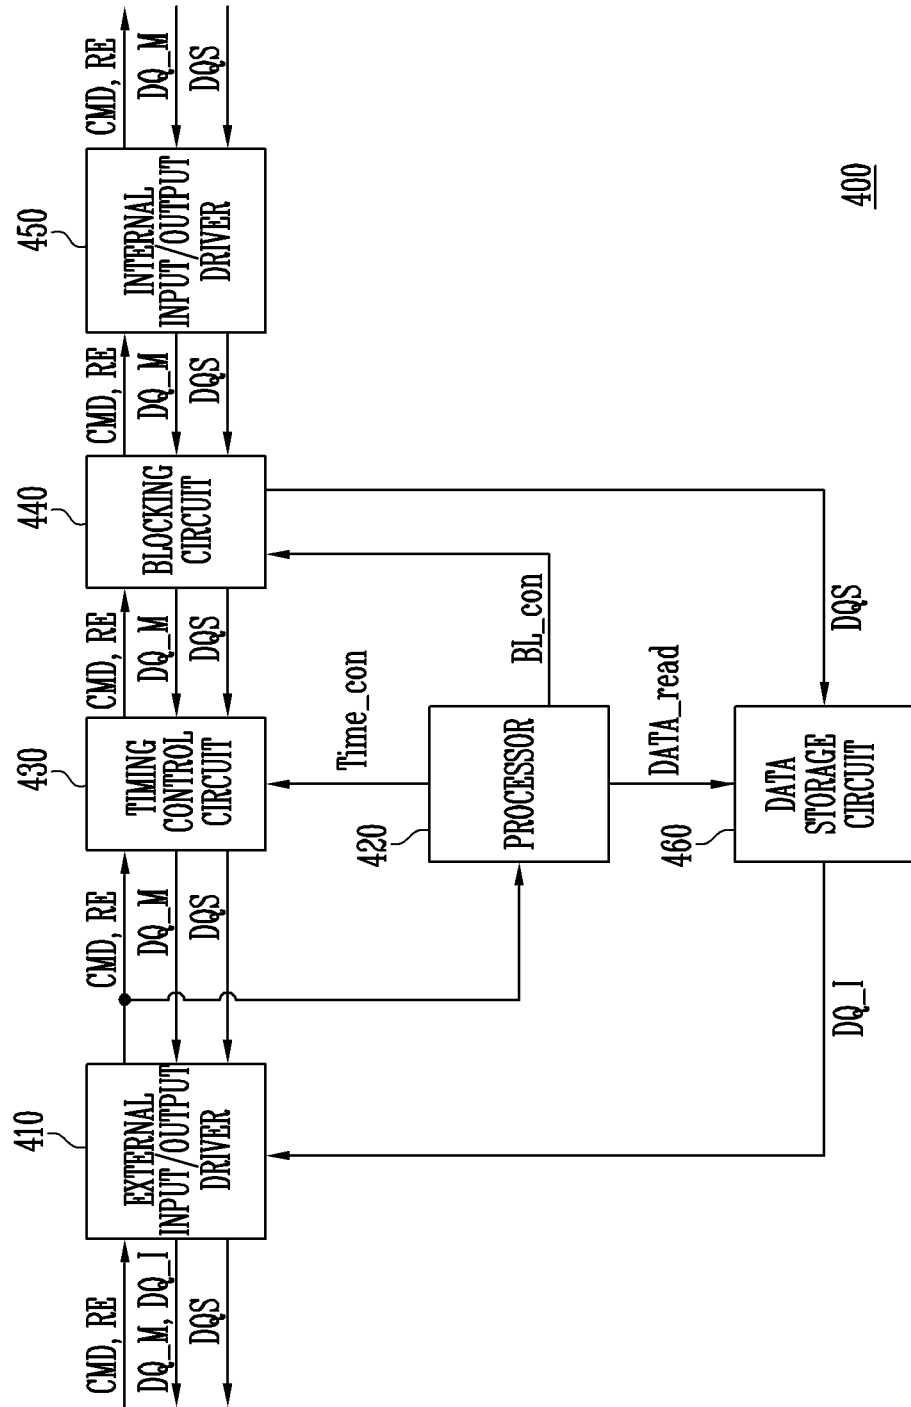 CMD, RE
DQ_M, DQ_I
DQS
410
EXTERNAL
INPUT/OUTPUT
DRIVER
CMD, RE
DQ_M
DQS
430
TIMING
CONTROL
CIRCUIT
CMD, RE
DQ_M
DQS
440
BLOCKING
CIRCUIT
CMD, RE
DQ_M
DQS
450
INTERNAL
INPUT/OUTPUT
DRIVER
CMD, RE
DQ_M
DQS
Time_con
420
PROCESSOR
BL_con
DATA_read
460
DATA
STORAGE
CIRCUIT
DQ_I
DQS
400